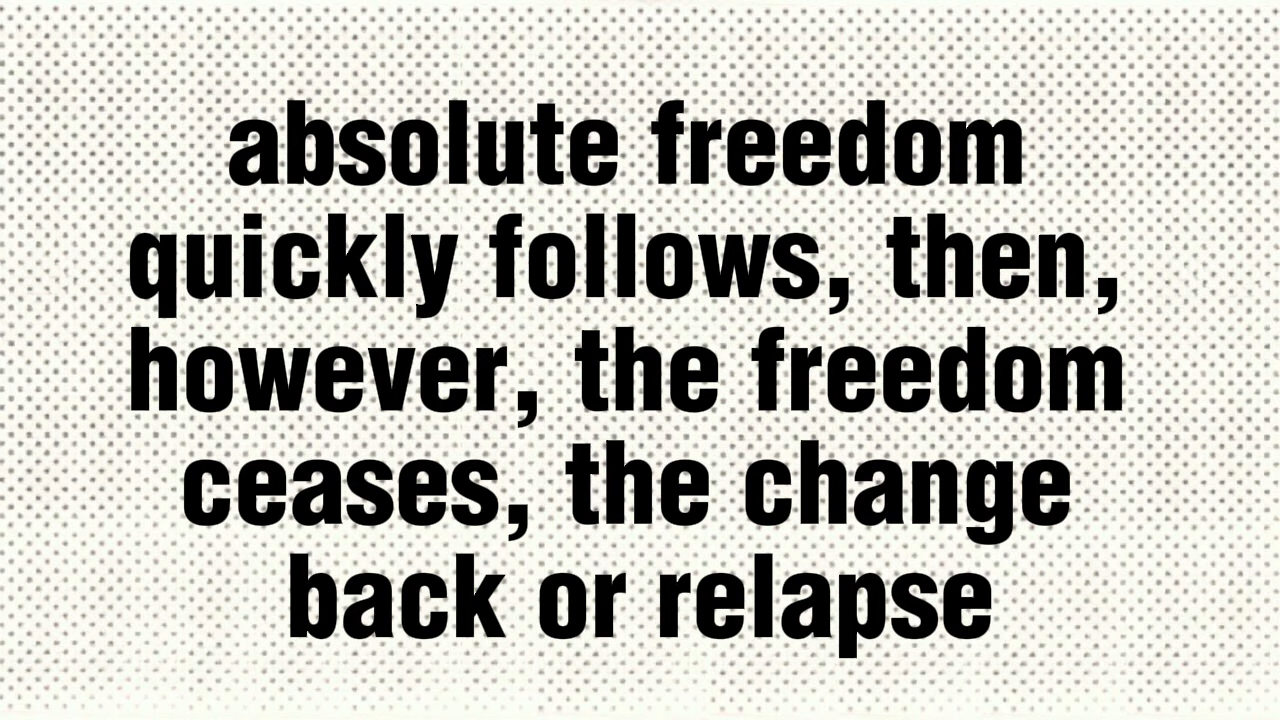 absolute freedom
quickly follows, then,
however, the freedom
ceases, the change
back or relapse